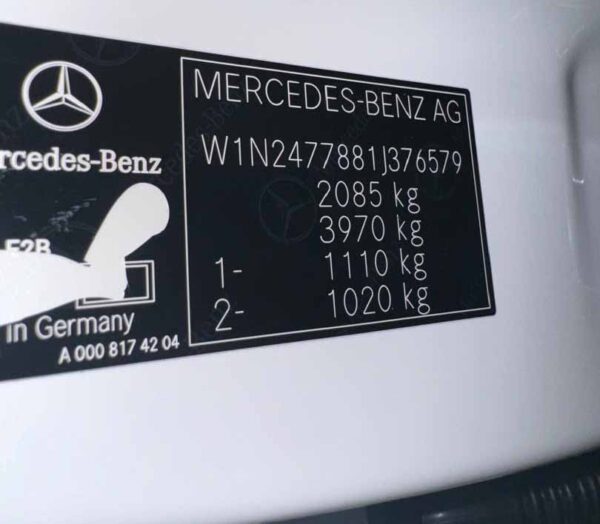 MERCEDES-BENZ AG
W1N2477881J376579
2085 kg
3970 kg
1- 1110 kg
2- 1020 kg
rcedes-Benz
F2B
in Germany
A 000 817 42 04